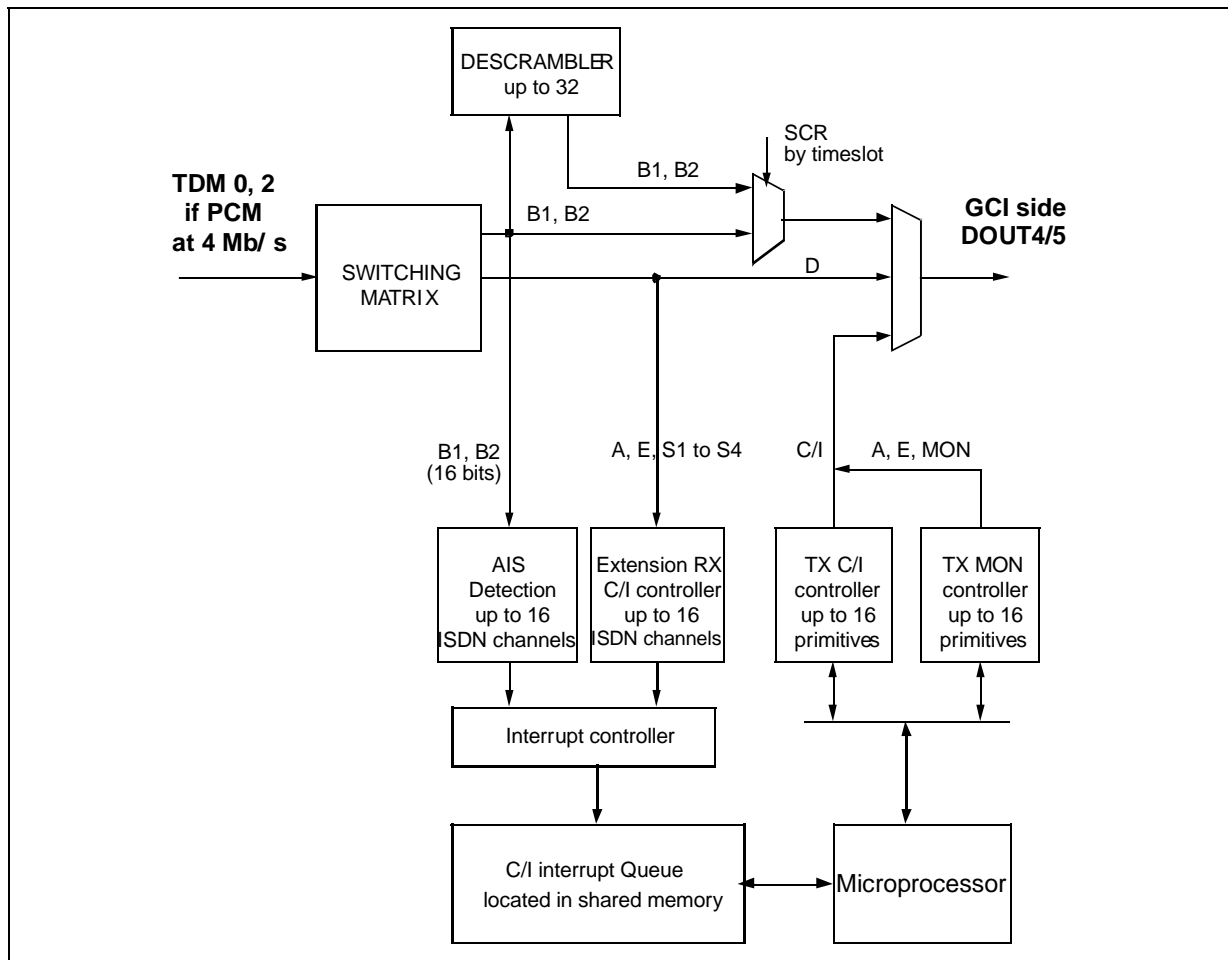 DESCRAMBLER
up to 32
SCR
by timeslot
B1, B2
TDM 0, 2
if PCM
at 4 Mb/ s
B1, B2
GCI side
DOUT4/5
SWITCHING
MATRIX
D
B1, B2
(16 bits)
A, E, S1 to S4
C/I
A, E, MON
AIS
Detection
up to 16
ISDN channels
Extension RX
C/I controller
up to 16
ISDN channels
TX C/I
controller
up to 16
primitives
TX MON
controller
up to 16
primitives
Interrupt controller
C/I interrupt Queue
located in shared memory
Microprocessor